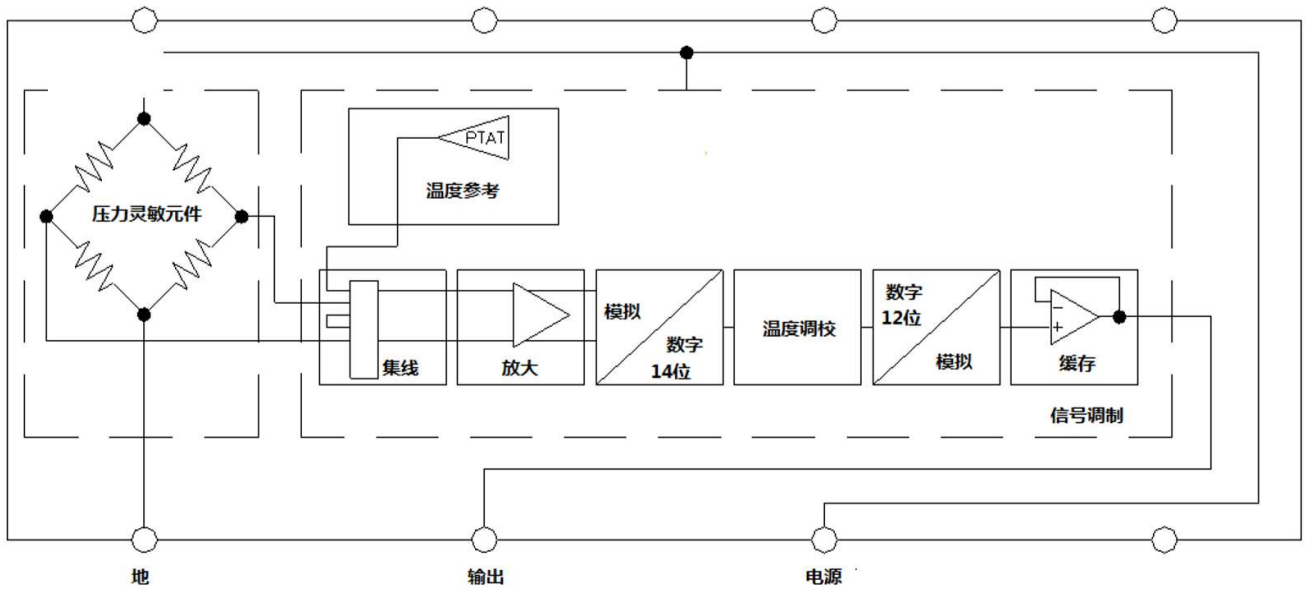 PTAT
温度参考
压力灵敏元件
集线
放大
模拟
数字
14位
温度调校
数字
12位
模拟
−
+
缓存
信号调制
地
输出
电源